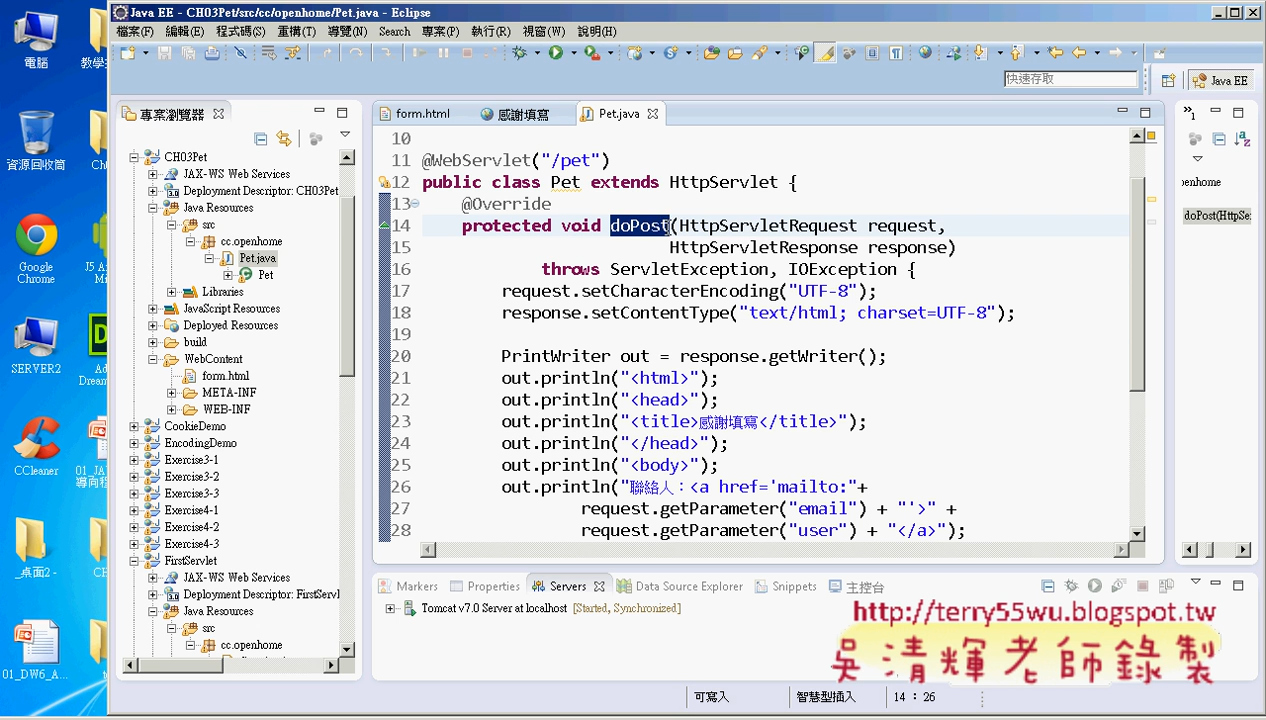 Java EE - CH03Pet/src/cc/openhome/Pet.java - Eclipse
檔案(F) 編輯(E) 程式碼(S) 重構(T) 導覽(N) Search 專案(P) 執行(R) 視窗(W) 說明(H)
快速存取
Java EE
電腦
資源回收筒
Google Chrome
SERVER2
CCleaner
_桌面2 -
01_DW6_A...
專案瀏覽器
CH03Pet
JAX-WS Web Services
Deployment Descriptor: CH03Pet
Java Resources
src
cc.openhome
Pet.java
Pet
Libraries
JavaScript Resources
Deployed Resources
build
WebContent
form.html
META-INF
WEB-INF
CookieDemo
EncodingDemo
Exercise3-1
Exercise3-2
Exercise3-3
Exercise4-1
Exercise4-2
Exercise4-3
FirstServlet
JAX-WS Web Services
Deployment Descriptor: FirstServl
Java Resources
src
cc.openhome
form.html 感謝填寫 Pet.java
10
11 @WebServlet("/pet")
12 public class Pet extends HttpServlet {
13 @Override
14 protected void doPost(HttpServletRequest request,
15 HttpServletResponse response)
16 throws ServletException, IOException {
17 request.setCharacterEncoding("UTF-8");
18 response.setContentType("text/html; charset=UTF-8");
19
20 PrintWriter out = response.getWriter();
21 out.println("<html>");
22 out.println("<head>");
23 out.println("<title>感謝填寫</title>");
24 out.println("</head>");
25 out.println("<body>");
26 out.println("聯絡人：<a href='mailto:"+
27 request.getParameter("email") + "'>" +
28 request.getParameter("user") + "</a>");
doPost(HttpSe
Markers Properties Servers Data Source Explorer Snippets 主控台
Tomcat v7.0 Server at localhost [Started, Synchronized]
http://terry55wu.blogspot.tw
吳清輝老師錄製
可寫入 智慧型插入 14 : 26